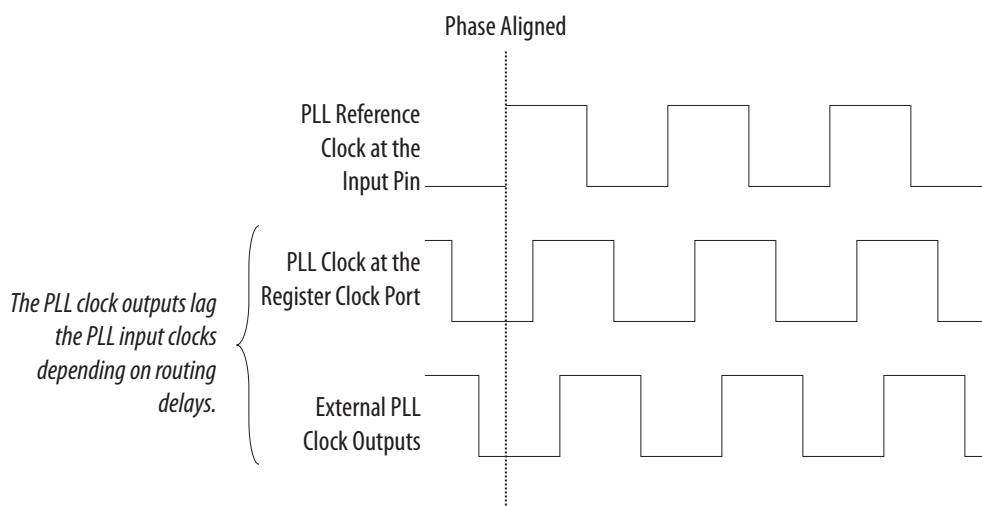 Phase Aligned
PLL Reference
Clock at the
Input Pin
PLL Clock at the
Register Clock Port
The PLL clock outputs lag
the PLL input clocks
depending on routing
delays.
External PLL
Clock Outputs